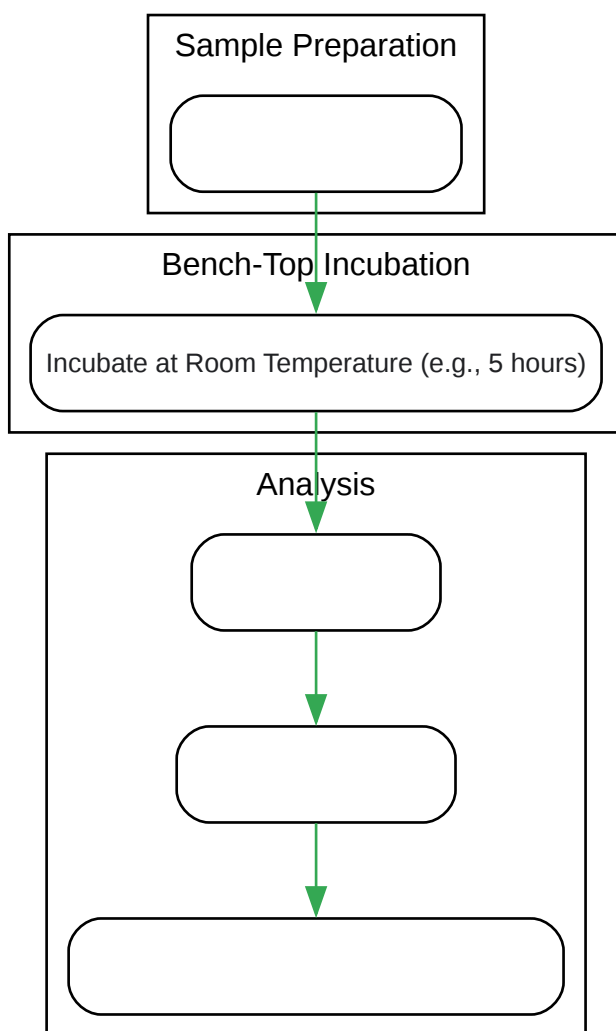 Sample Preparation
Bench-Top Incubation
Incubate at Room Temperature (e.g., 5 hours)
Analysis